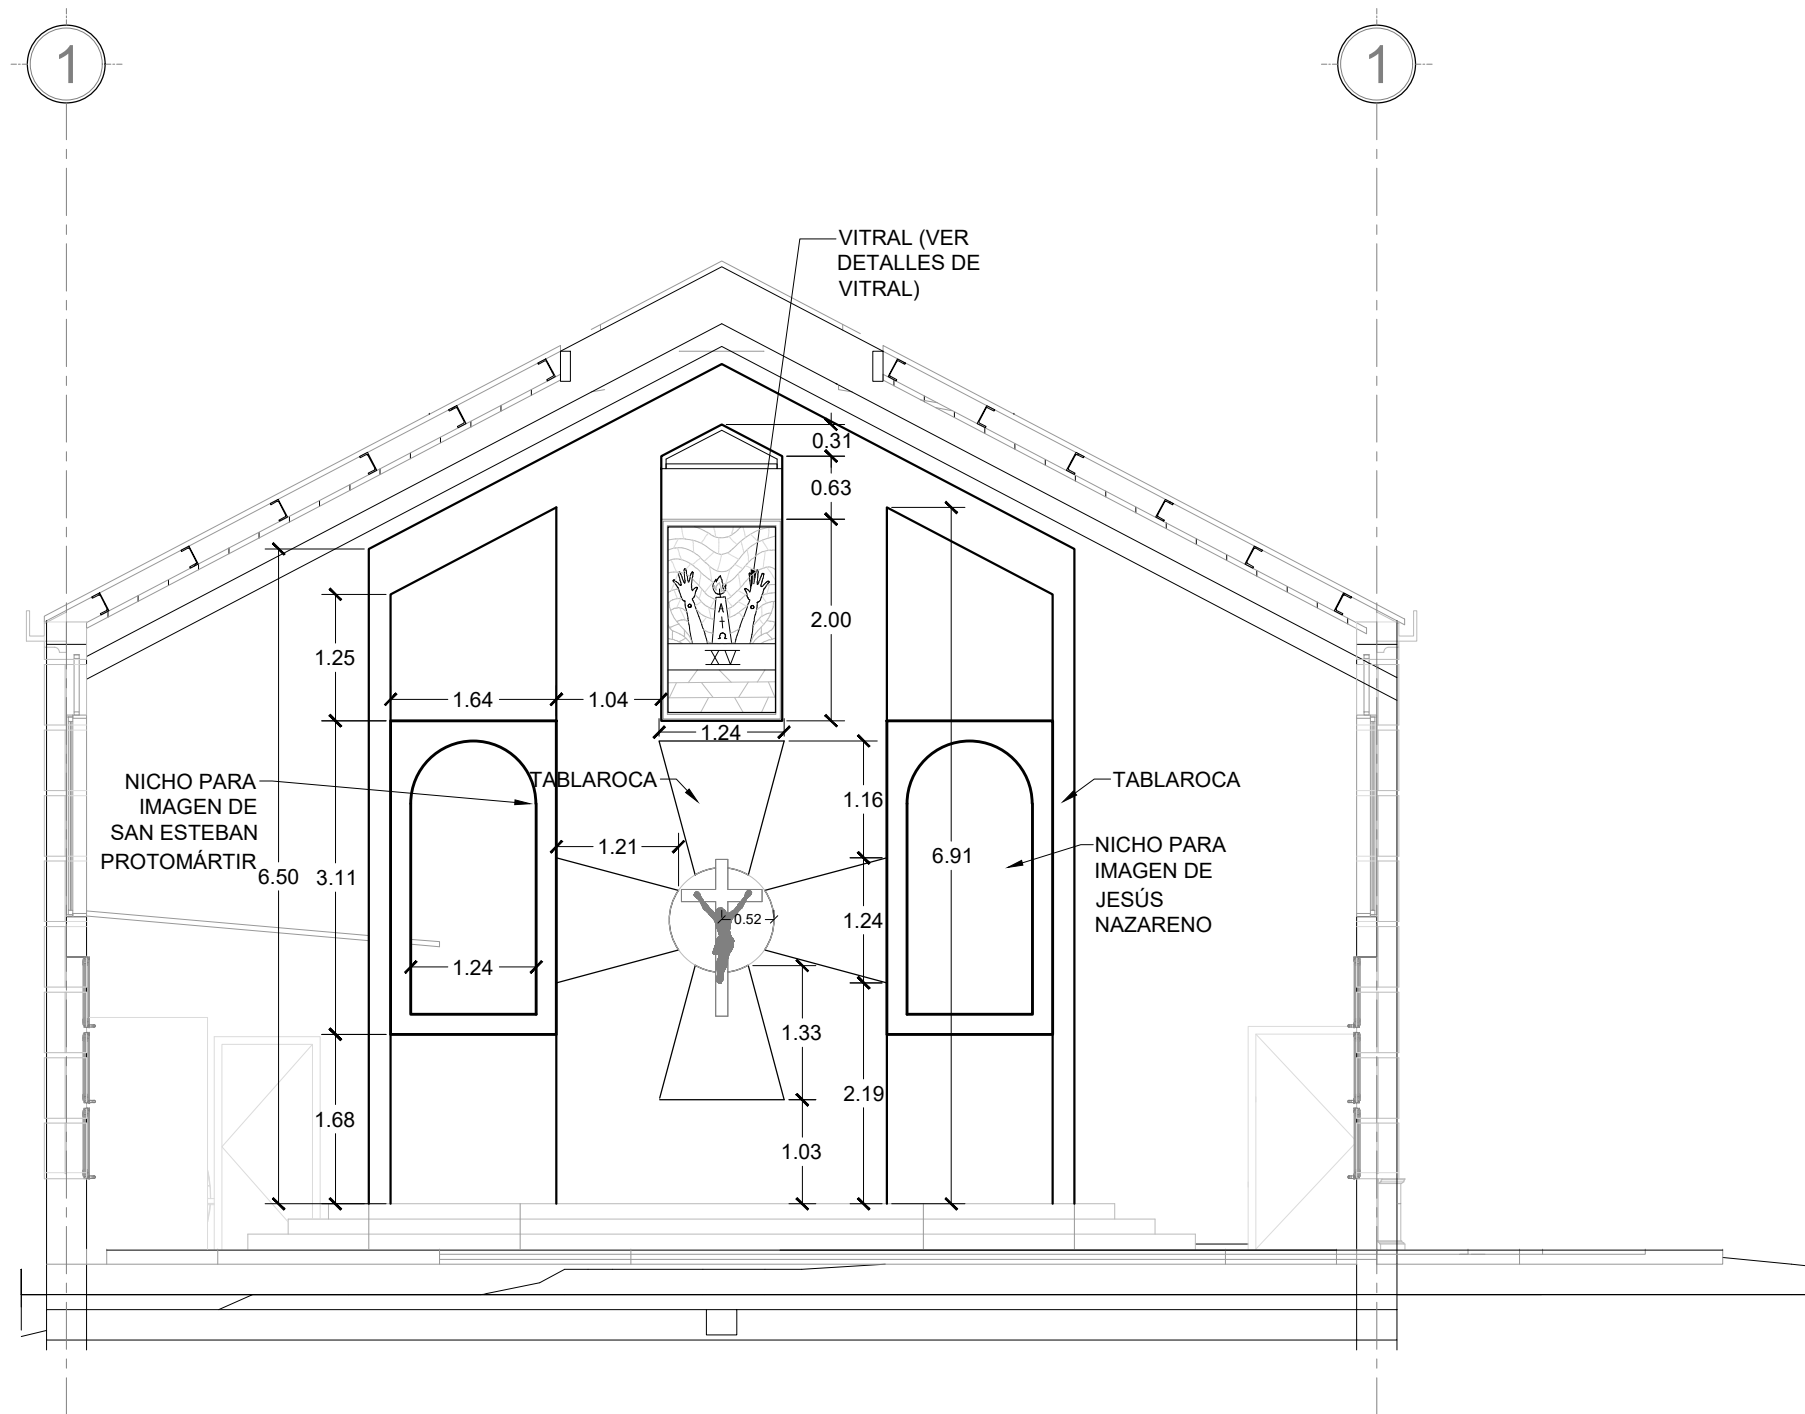 1
1
VITRAL (VER
DETALLES DE
VITRAL)
0.31
0.63
2.00
A
Ω
XV
1.25
1.64
1.04
1.24
NICHO PARA
IMAGEN DE
SAN ESTEBAN
PROTOMÁRTIR
TABLAROCA
TABLAROCA
1.16
1.21
6.50
3.11
6.91
NICHO PARA
IMAGEN DE
JESÚS
NAZARENO
0.52
1.24
1.24
1.33
2.19
1.68
1.03